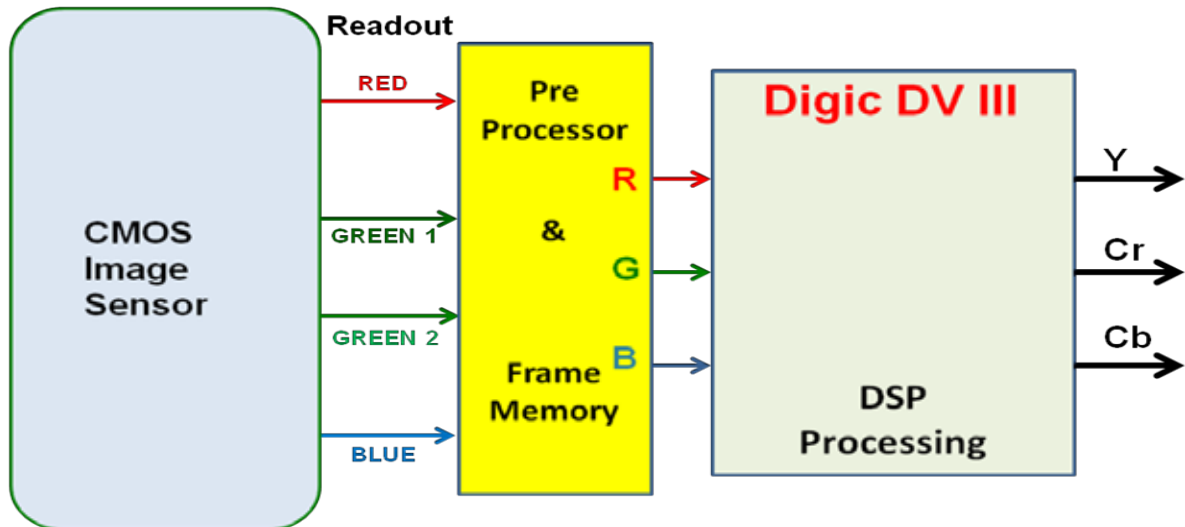 CMOS
Image
Sensor
Readout
RED
GREEN 1
GREEN 2
BLUE
Pre
Processor
&
Frame
Memory
R
G
B
Digic DV III
DSP
Processing
Y
Cr
Cb